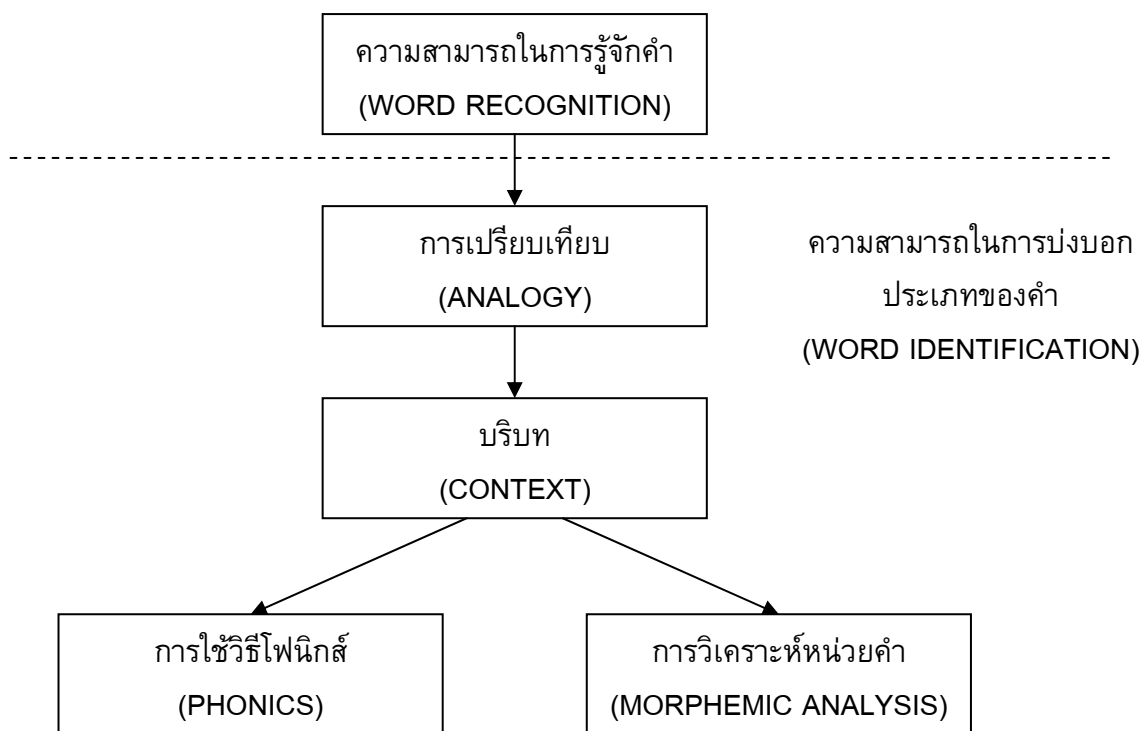 ความสามารถในการรู้จักคำ
(WORD RECOGNITION)
การเปรียบเทียบ
(ANALOGY)
ความสามารถในการบ่งบอก
ประเภทของคำ
(WORD IDENTIFICATION)
บริบท
(CONTEXT)
การใช้วิธีโฟนิกส์
(PHONICS)
การวิเคราะห์หน่วยคำ
(MORPHEMIC ANALYSIS)